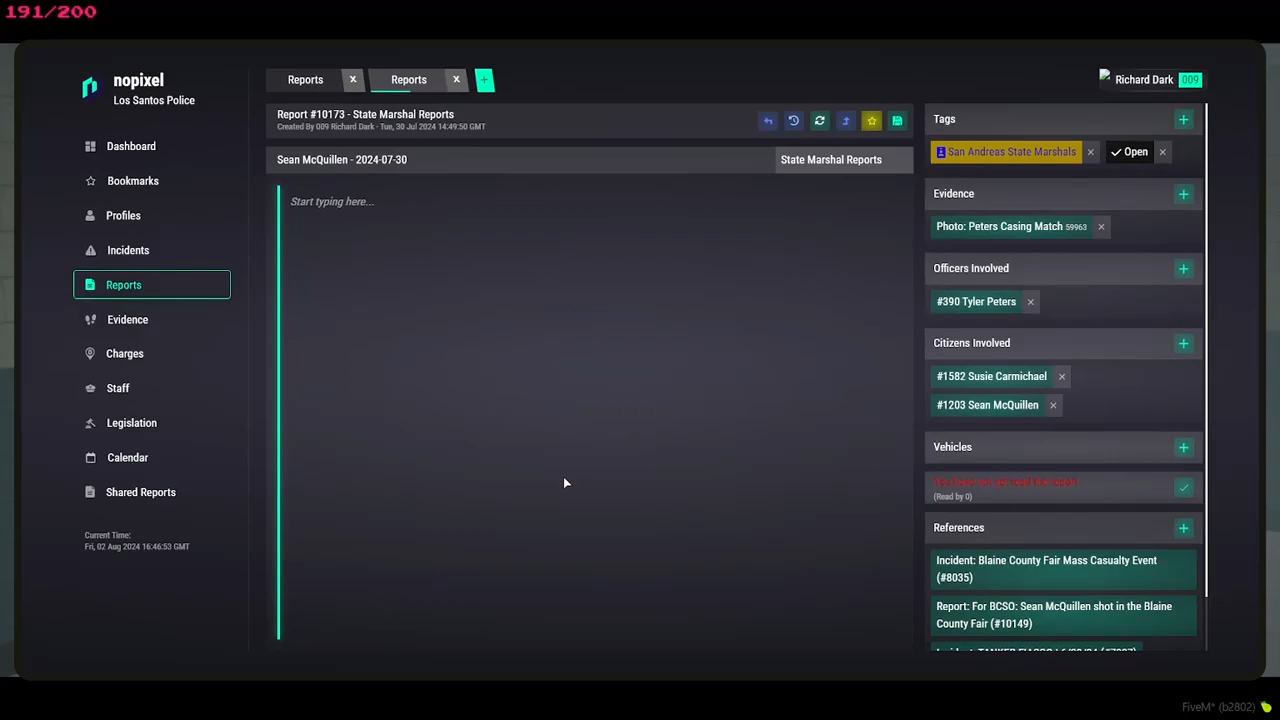 191/200
nopixel
Los Santos Police
Reports x
Reports x
+
Richard Dark 009
Report #10173 - State Marshal Reports
Created By 009 Richard Dark · Tue, 30 Jul 2024 14:49:50 GMT
Sean McQuillen - 2024-07-30
State Marshal Reports
Start typing here...
Dashboard
Bookmarks
Profiles
Incidents
Reports
Evidence
Charges
Staff
Legislation
Calendar
Shared Reports
Current Time:
Fri, 02 Aug 2024 16:46:53 GMT
Tags +
San Andreas State Marshals × Open ×
Evidence +
Photo: Peters Casing Match 59963 ×
Officers Involved +
#390 Tyler Peters ×
Citizens Involved +
#1582 Susie Carmichael ×
#1203 Sean McQuillen ×
Vehicles +
(Read by 0)
References +
Incident: Blaine County Fair Mass Casualty Event
(#8035)
Report: For BCSO: Sean McQuillen shot in the Blaine
County Fair (#10149)
FiveM* (b2802)